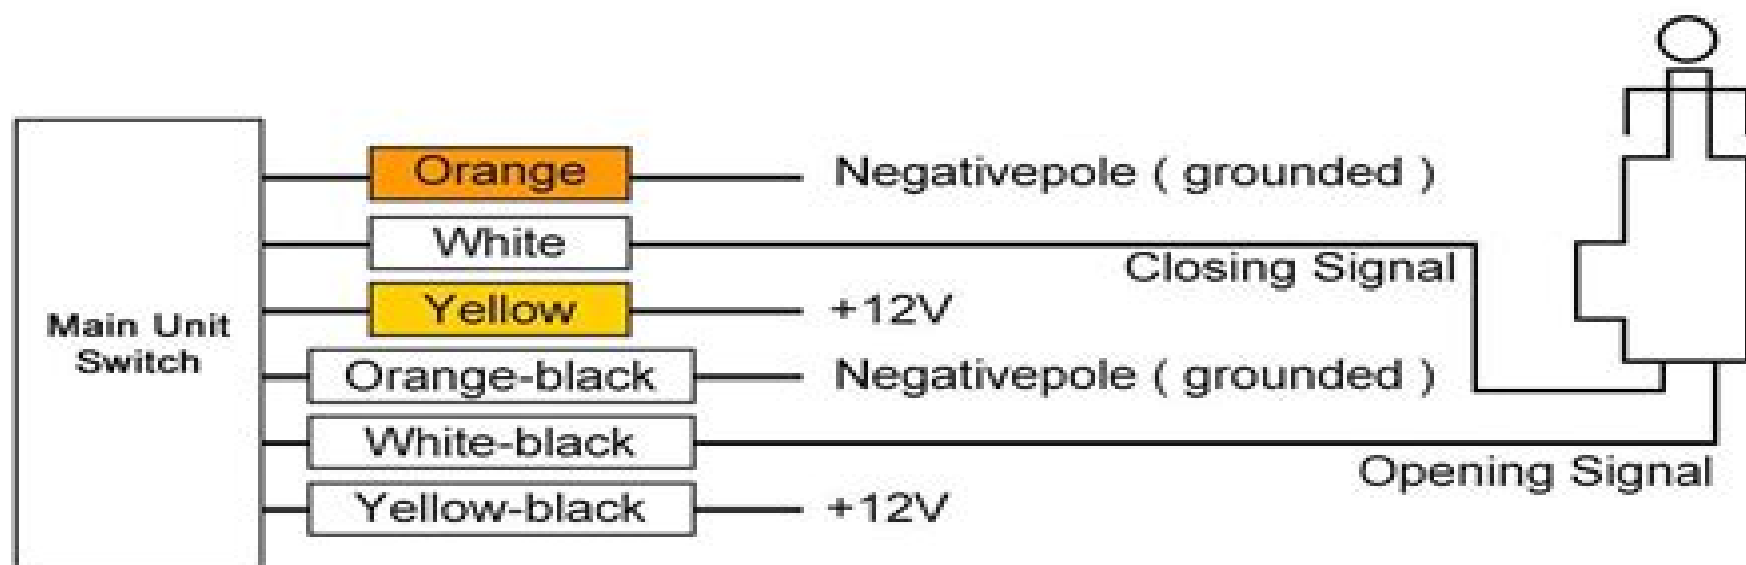 Orange
Negativepole ( grounded )
White
Closing Signal
Yellow
+12V
Main Unit
Switch
Orange-black
Negativepole ( grounded )
White-black
Opening Signal
Yellow-black
+12V